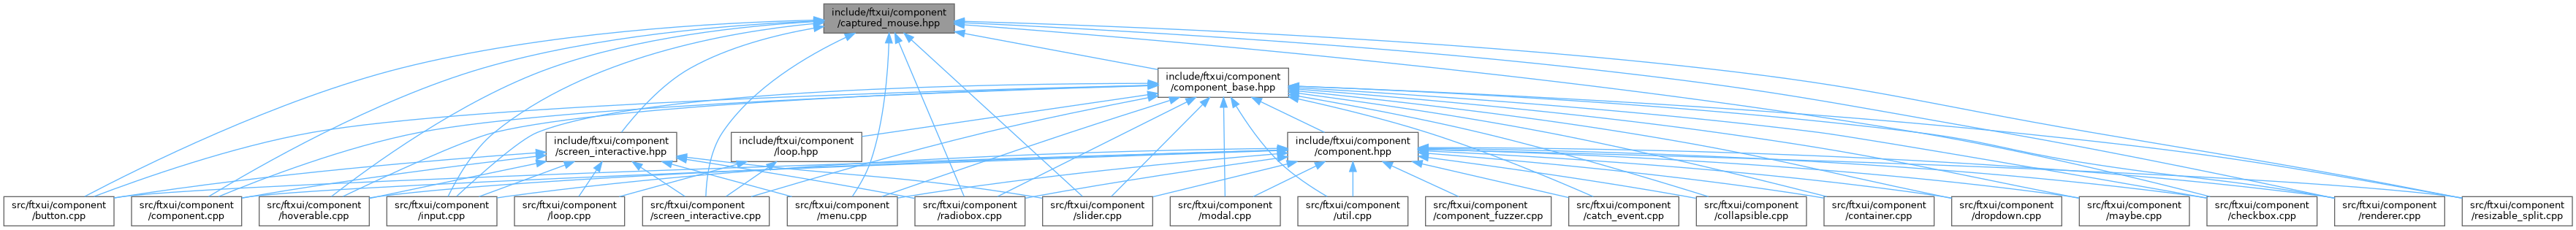 include/ftxui/component
/captured_mouse.hpp
include/ftxui/component
/component_base.hpp
include/ftxui/component
/screen_interactive.hpp
include/ftxui/component
/loop.hpp
include/ftxui/component
/component.hpp
src/ftxui/component
/button.cpp
src/ftxui/component
/component.cpp
src/ftxui/component
/hoverable.cpp
src/ftxui/component
/input.cpp
src/ftxui/component
/loop.cpp
src/ftxui/component
/screen_interactive.cpp
src/ftxui/component
/menu.cpp
src/ftxui/component
/radiobox.cpp
src/ftxui/component
/slider.cpp
src/ftxui/component
/modal.cpp
src/ftxui/component
/util.cpp
src/ftxui/component
/component_fuzzer.cpp
src/ftxui/component
/catch_event.cpp
src/ftxui/component
/collapsible.cpp
src/ftxui/component
/container.cpp
src/ftxui/component
/dropdown.cpp
src/ftxui/component
/maybe.cpp
src/ftxui/component
/checkbox.cpp
src/ftxui/component
/renderer.cpp
src/ftxui/component
/resizable_split.cpp